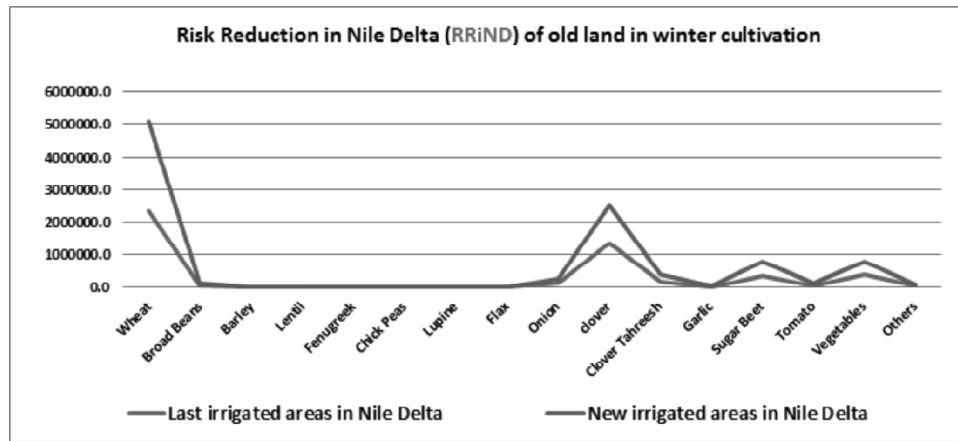 Risk Reduction in Nile Delta (RRiND) of old land in winter cultivation
6000000.0
5000000.0
4000000.0
3000000.0
2000000.0
1000000.0
0.0
Wheat
Broad Beans
Barley
Lentil
Fenugreek
Chick Peas
Lupine
Flax
Onion
clover
Clover Tahreesh
Garlic
Sugar Beet
Tomato
Vegetables
Others
Last irrigated areas in Nile Delta
New irrigated areas in Nile Delta